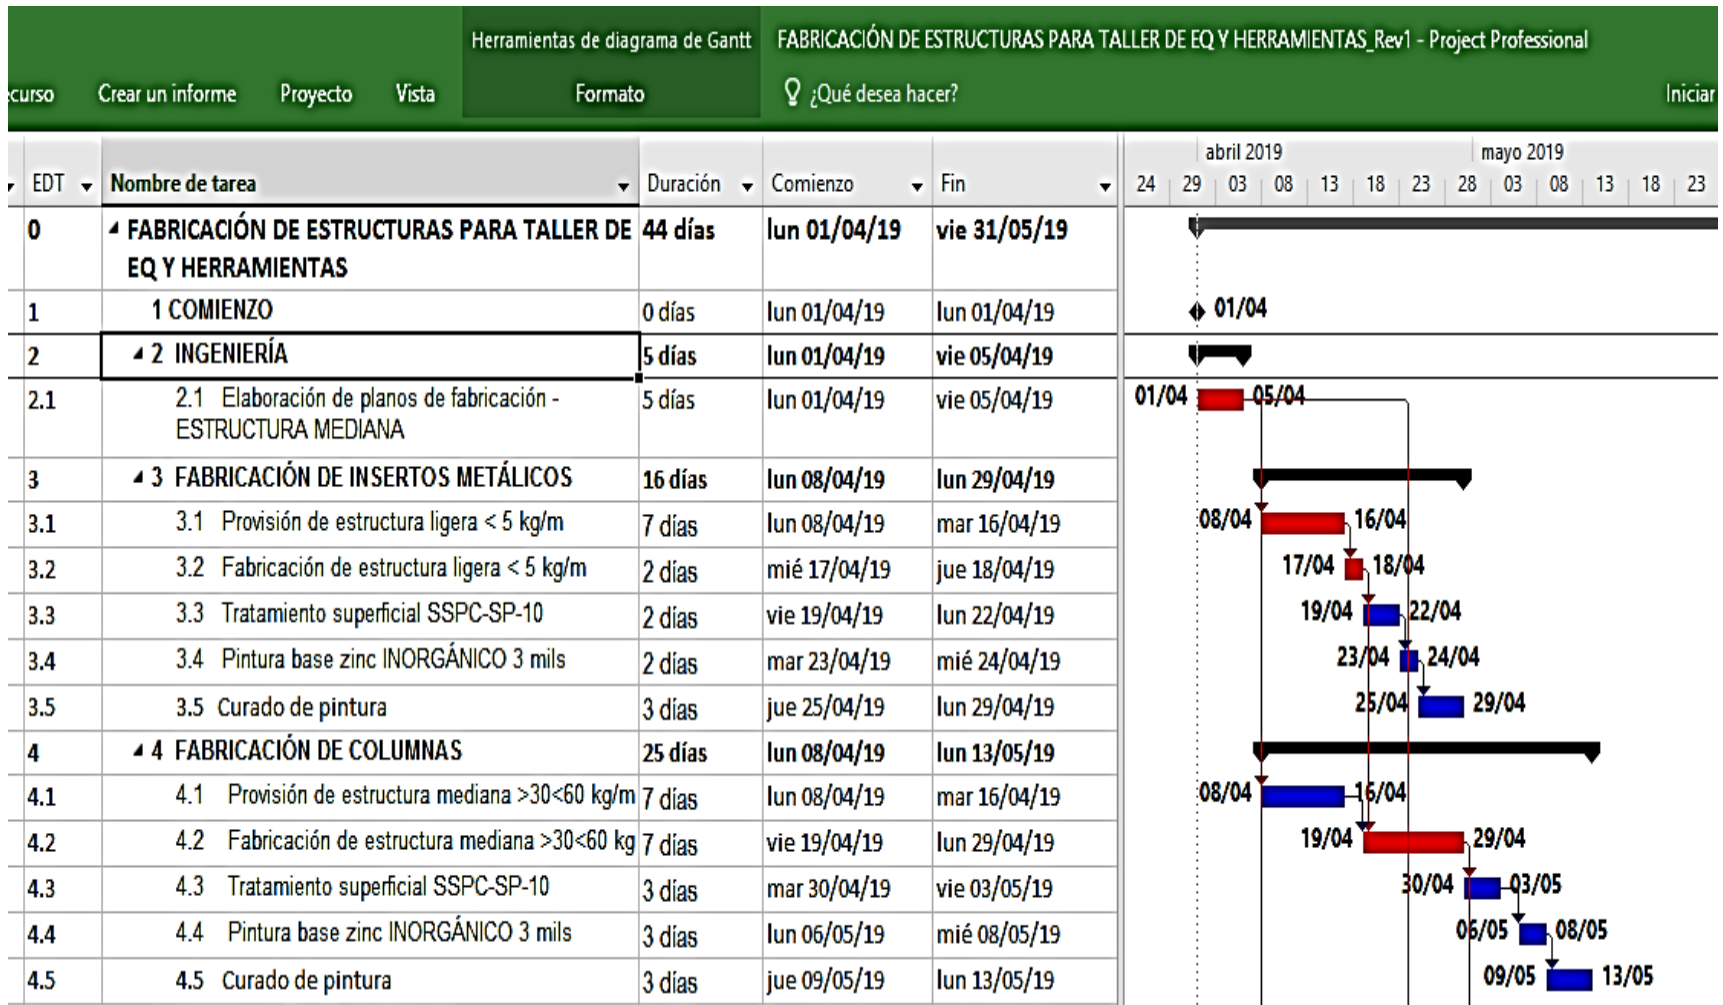 Herramientas de diagrama de Gantt FABRICACIÓN DE ESTRUCTURAS PARA TALLER DE EQ Y HERRAMIENTAS_Rev1 - Project Professional
ecurso Crear un informe Proyecto Vista Formato ¿Qué desea hacer? Iniciar
abril 2019 mayo 2019
EDT Nombre de tarea Duración Comienzo Fin 24 29 03 08 13 18 23 28 03 08 13 18 23
0 FABRICACIÓN DE ESTRUCTURAS PARA TALLER DE 44 días lun 01/04/19 vie 31/05/19
EQ Y HERRAMIENTAS
1 1 COMIENZO 0 días lun 01/04/19 lun 01/04/19 01/04
2 2 INGENIERÍA 5 días lun 01/04/19 vie 05/04/19
2.1 2.1 Elaboración de planos de fabricación - 5 días lun 01/04/19 vie 05/04/19 01/04 05/04
ESTRUCTURA MEDIANA
3 3 FABRICACIÓN DE INSERTOS METÁLICOS 16 días lun 08/04/19 lun 29/04/19
3.1 3.1 Provisión de estructura ligera < 5 kg/m 7 días lun 08/04/19 mar 16/04/19 08/04 16/04
3.2 3.2 Fabricación de estructura ligera < 5 kg/m 2 días mié 17/04/19 jue 18/04/19 17/04 18/04
3.3 3.3 Tratamiento superficial SSPC-SP-10 2 días vie 19/04/19 lun 22/04/19 19/04 22/04
3.4 3.4 Pintura base zinc INORGÁNICO 3 mils 2 días mar 23/04/19 mié 24/04/19 23/04 24/04
3.5 3.5 Curado de pintura 3 días jue 25/04/19 lun 29/04/19 25/04 29/04
4 4 FABRICACIÓN DE COLUMNAS 25 días lun 08/04/19 lun 13/05/19
4.1 4.1 Provisión de estructura mediana >30<60 kg/m 7 días lun 08/04/19 mar 16/04/19 08/04 16/04
4.2 4.2 Fabricación de estructura mediana >30<60 kg 7 días vie 19/04/19 lun 29/04/19 19/04 29/04
4.3 4.3 Tratamiento superficial SSPC-SP-10 3 días mar 30/04/19 vie 03/05/19 30/04 03/05
4.4 4.4 Pintura base zinc INORGÁNICO 3 mils 3 días lun 06/05/19 mié 08/05/19 06/05 08/05
4.5 4.5 Curado de pintura 3 días jue 09/05/19 lun 13/05/19 09/05 13/05